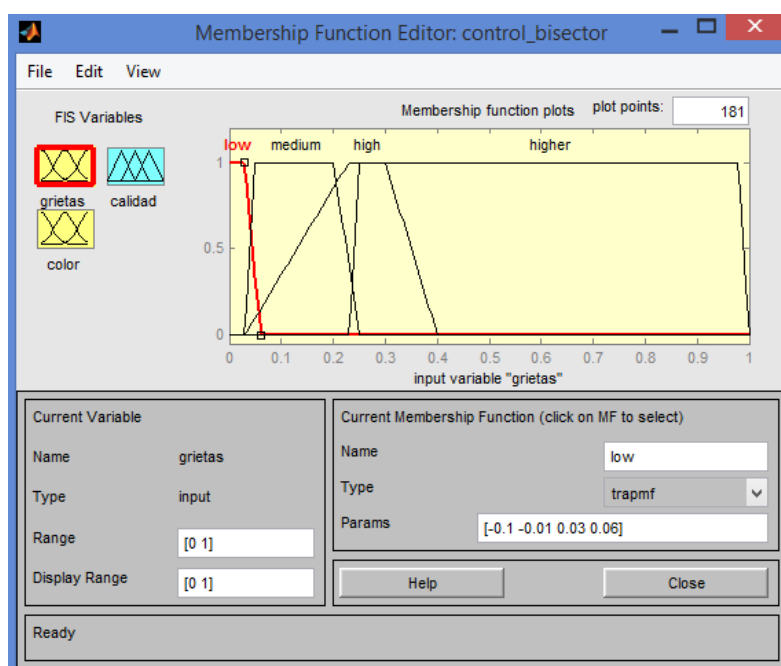 Membership Function Editor: control_bisector
File Edit View
FIS Variables
grietas calidad
color
Membership function plots plot points: 181
low medium high higher
1
0.5
0
0 0.1 0.2 0.3 0.4 0.5 0.6 0.7 0.8 0.9 1
input variable "grietas"
Current Variable
Name grietas
Type input
Range [0 1]
Display Range [0 1]
Current Membership Function (click on MF to select)
Name low
Type trapmf
Params [-0.1 -0.01 0.03 0.06]
Help Close
Ready